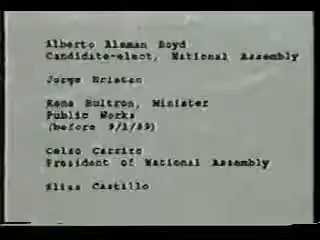 Alberto Aleman Boyd
Candidate-elect, National Assembly
Jorge
Rene Bultron, Minister
Public Works
(before 9/1/89)
Celso Carrizo
President of National Assembly
Elias Castillo